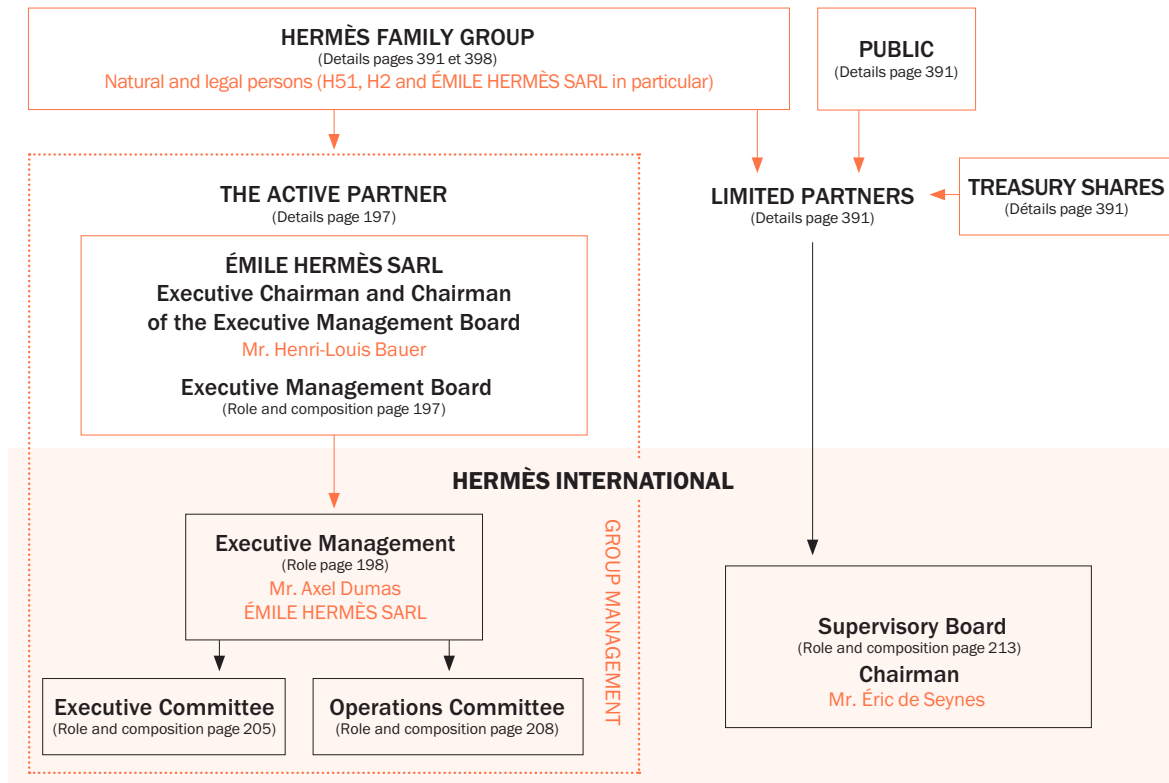 HERMÈS FAMILY GROUP
(Details pages 391 et 398)
Natural and legal persons (H51, H2 and ÉMILE HERMÈS SARL in particular)
PUBLIC
(Details page 391)
THE ACTIVE PARTNER
(Details page 197)
LIMITED PARTNERS
(Details page 391)
TREASURY SHARES
(Détails page 391)
ÉMILE HERMÈS SARL
Executive Chairman and Chairman
of the Executive Management Board
Mr. Henri-Louis Bauer
Executive Management Board
(Role and composition page 197)
HERMÈS INTERNATIONAL
Executive Management
(Role page 198)
Mr. Axel Dumas
ÉMILE HERMÈS SARL
GROUP MANAGEMENT
Executive Committee
(Role and composition page 205)
Operations Committee
(Role and composition page 208)
Supervisory Board
(Role and composition page 213)
Chairman
Mr. Éric de Seynes